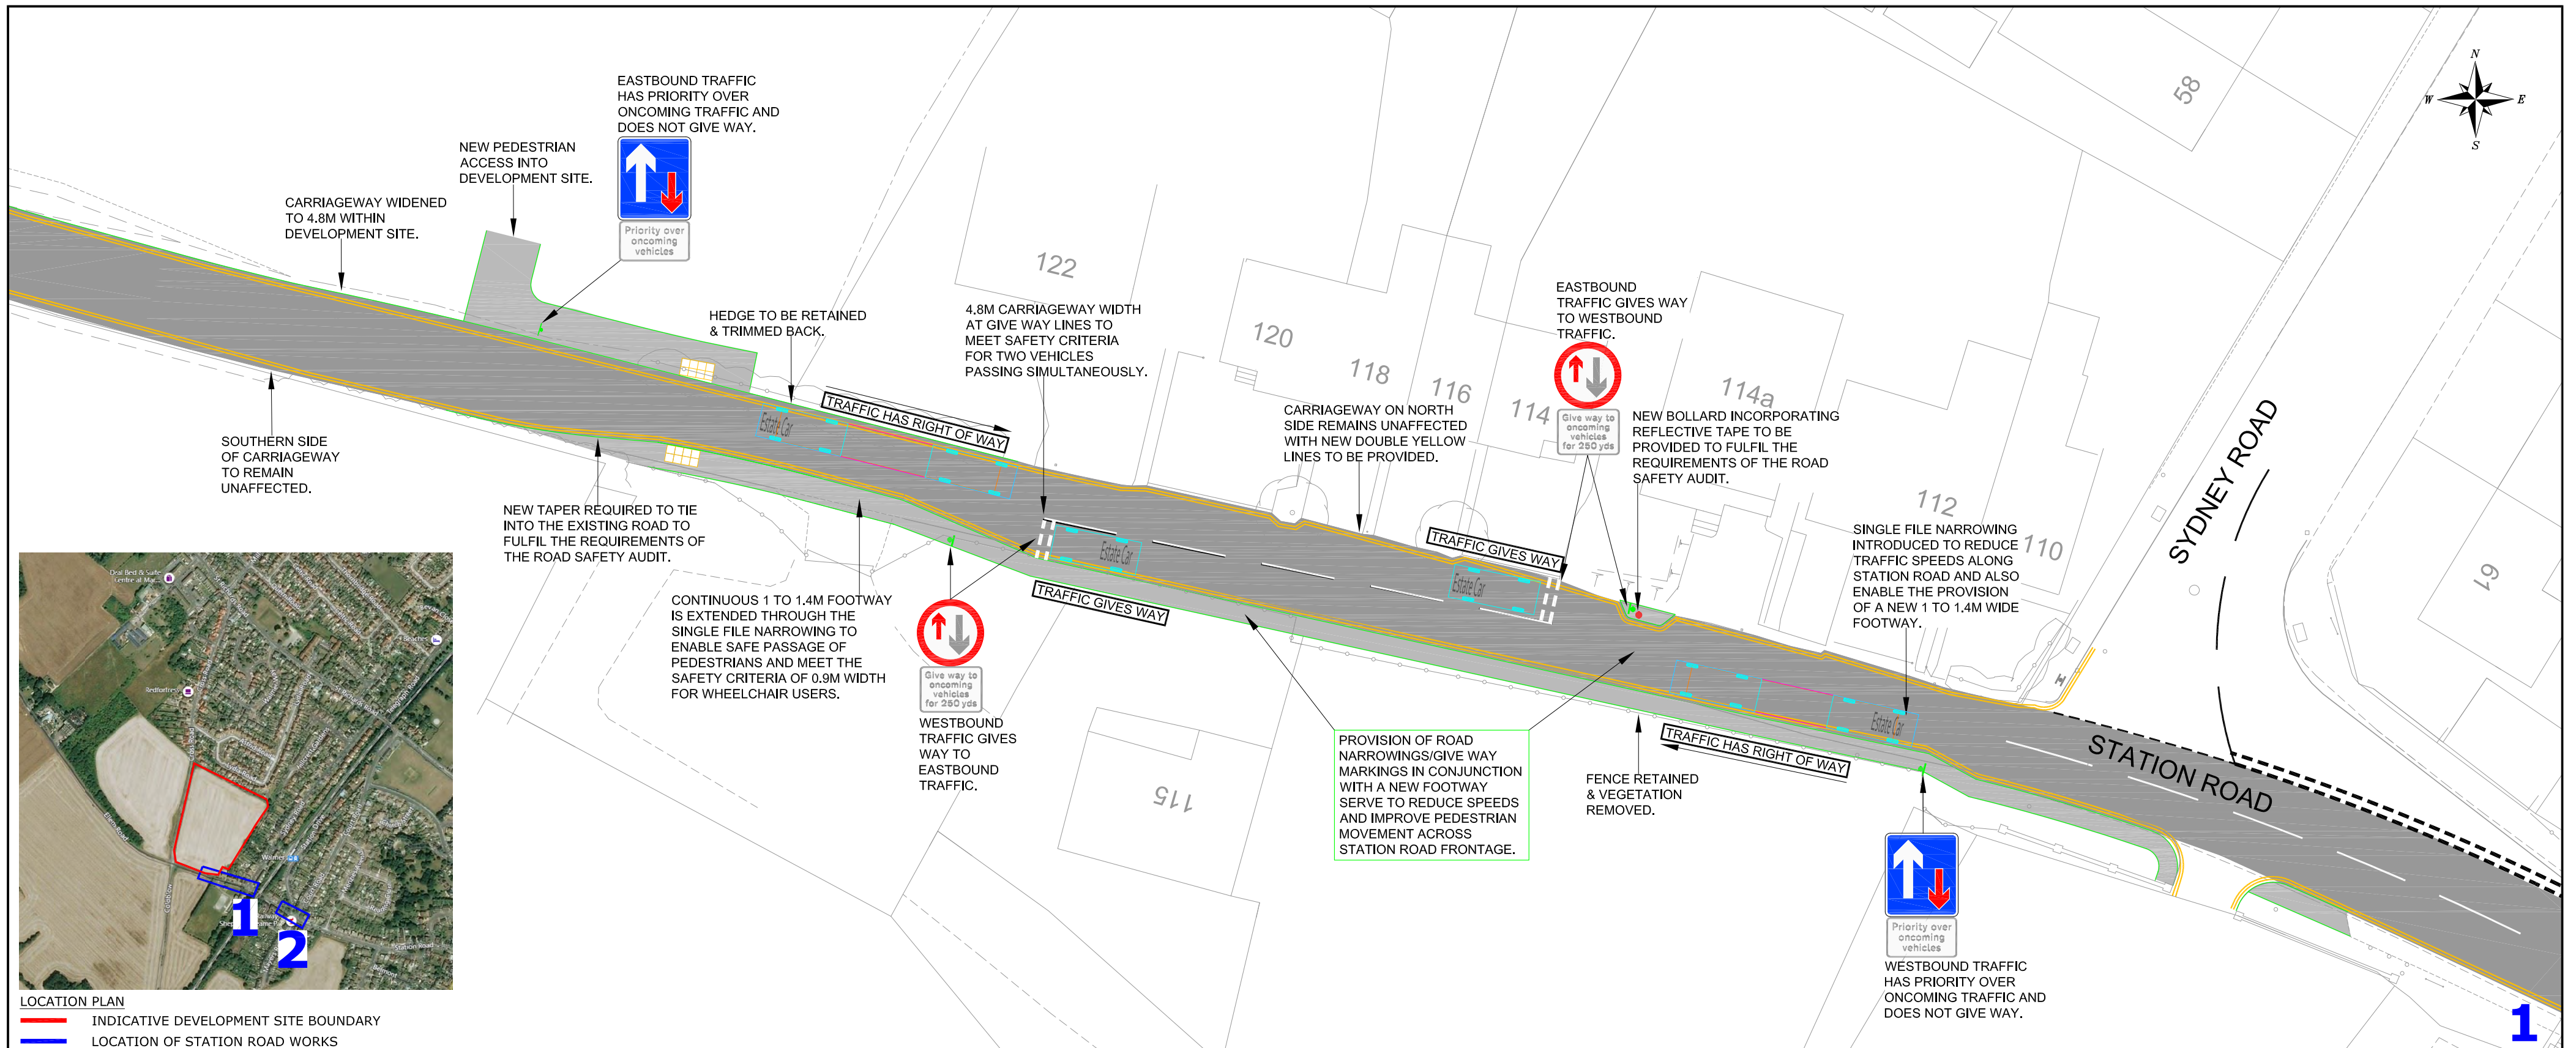 EASTBOUND TRAFFIC
HAS PRIORITY OVER
ONCOMING TRAFFIC AND
DOES NOT GIVE WAY.
Priority over
oncoming
vehicles
NEW PEDESTRIAN
ACCESS INTO
DEVELOPMENT SITE.
CARRIAGEWAY WIDENED
TO 4.8M WITHIN
DEVELOPMENT SITE.
HEDGE TO BE RETAINED
& TRIMMED BACK.
4.8M CARRIAGEWAY WIDTH
AT GIVE WAY LINES TO
MEET SAFETY CRITERIA
FOR TWO VEHICLES
PASSING SIMULTANEOUSLY.
EASTBOUND
TRAFFIC GIVES WAY
TO WESTBOUND
TRAFFIC.
Give way to
oncoming
vehicles
for 250 yds
CARRIAGEWAY ON NORTH
SIDE REMAINS UNAFFECTED
WITH NEW DOUBLE YELLOW
LINES TO BE PROVIDED.
NEW BOLLARD INCORPORATING
REFLECTIVE TAPE TO BE
PROVIDED TO FULFIL THE
REQUIREMENTS OF THE ROAD
SAFETY AUDIT.
SINGLE FILE NARROWING
INTRODUCED TO REDUCE
TRAFFIC SPEEDS ALONG
STATION ROAD AND ALSO
ENABLE THE PROVISION
OF A NEW 1 TO 1.4M WIDE
FOOTWAY.
N
W
E
S
58
122
120
118
116
114
114a
112
110
61
115
SYDNEY ROAD
STATION ROAD
TRAFFIC HAS RIGHT OF WAY
Estate Car
Estate Car
Estate Car
Estate Car
TRAFFIC GIVES WAY
TRAFFIC GIVES WAY
TRAFFIC HAS RIGHT OF WAY
SOUTHERN SIDE
OF CARRIAGEWAY
TO REMAIN
UNAFFECTED.
NEW TAPER REQUIRED TO TIE
INTO THE EXISTING ROAD TO
FULFIL THE REQUIREMENTS OF
THE ROAD SAFETY AUDIT.
CONTINUOUS 1 TO 1.4M FOOTWAY
IS EXTENDED THROUGH THE
SINGLE FILE NARROWING TO
ENABLE SAFE PASSAGE OF
PEDESTRIANS AND MEET THE
SAFETY CRITERIA OF 0.9M WIDTH
FOR WHEELCHAIR USERS.
Give way to
oncoming
vehicles
for 250 yds
WESTBOUND
TRAFFIC GIVES
WAY TO
EASTBOUND
TRAFFIC.
PROVISION OF ROAD
NARROWINGS/GIVE WAY
MARKINGS IN CONJUNCTION
WITH A NEW FOOTWAY
SERVE TO REDUCE SPEEDS
AND IMPROVE PEDESTRIAN
MOVEMENT ACROSS
STATION ROAD FRONTAGE.
FENCE RETAINED
& VEGETATION
REMOVED.
Priority over
oncoming
vehicles
WESTBOUND TRAFFIC
HAS PRIORITY OVER
ONCOMING TRAFFIC AND
DOES NOT GIVE WAY.
1
2
Station Road
LOCATION PLAN
INDICATIVE DEVELOPMENT SITE BOUNDARY
LOCATION OF STATION ROAD WORKS
1